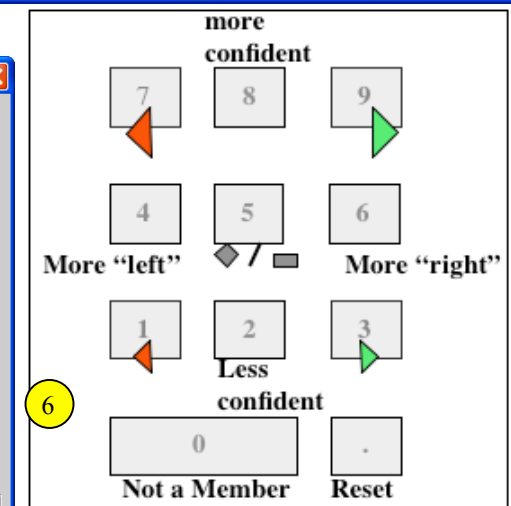 more
confident
7 8 9
4 5 6
More “left” / More “right”
1 2 3
Less
confident
6
0 .
Not a Member Reset